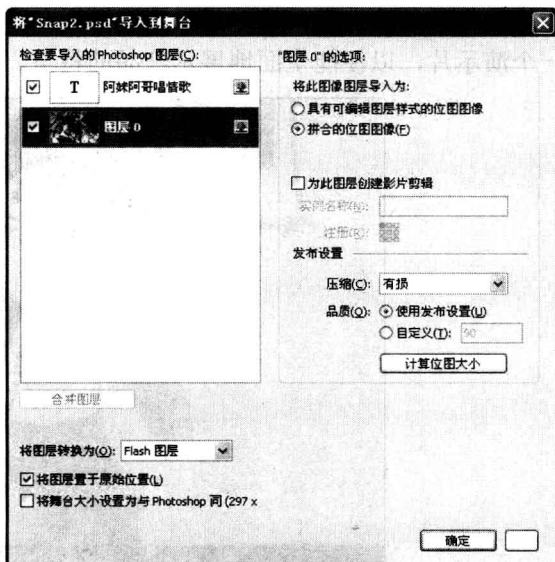 将"Snap2.psd"导入到舞台
检查要导入的 Photoshop 图层(C):
T 阿妹阿哥唱情歌
图层 0
合并图层
将图层转换为(O): Flash 图层
将图层置于原始位置(L)
将舞台大小设置为与 Photoshop 同 (297 x
"图层 0"的选项:
将此图像图层导入为:
具有可编辑图层样式的位图图像
拼合的位图图像(F)
为此图层创建影片剪辑
实例名称(N):
注册(R):
发布设置
压缩(C): 有损
品质(Q): 使用发布设置(U)
自定义(T): 90
计算位图大小
确定